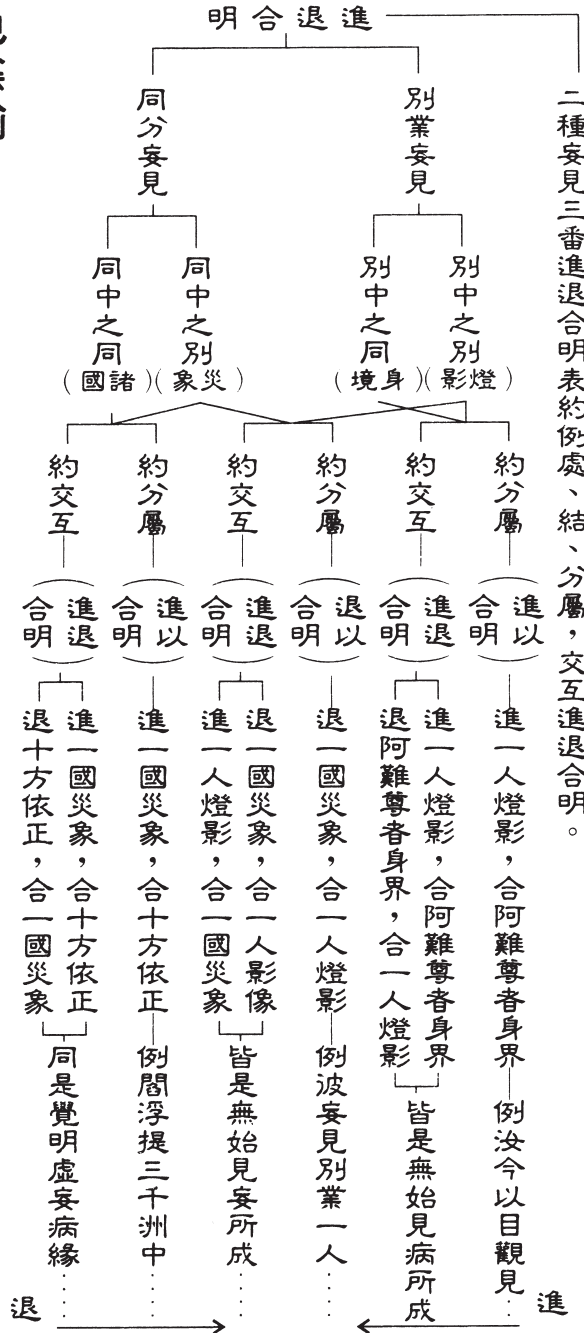 進退合明
二種妄見三番進退合明表約例處、結、分屬，交互進退合明。
別業妄見
同分妄見
別中之別
（燈影）
別中之同
（身境）
同中之別
（災象）
同中之同
（諸國）
約分屬
約交互
約分屬
約交互
約分屬
約交互
（進以合明）
（進退合明）
（退以合明）
（進退合明）
（進以合明）
（進退合明）
進一人燈影，合阿難尊者身界
例汝今以目觀見……
進一人燈影，合阿難尊者身界
退阿難尊者身界，合一人燈影
皆是無始見病所成
退一國災象，合一人燈影
例彼妄見別業一人……
退一國災象，合一人影像
進一人燈影，合一國災象
皆是無始見妄所成……
進一國災象，合十方依正
例閻浮提三千洲中……
進一國災象，合十方依正
退十方依正，合一國災象
同是覺明虛妄病緣……
進
退